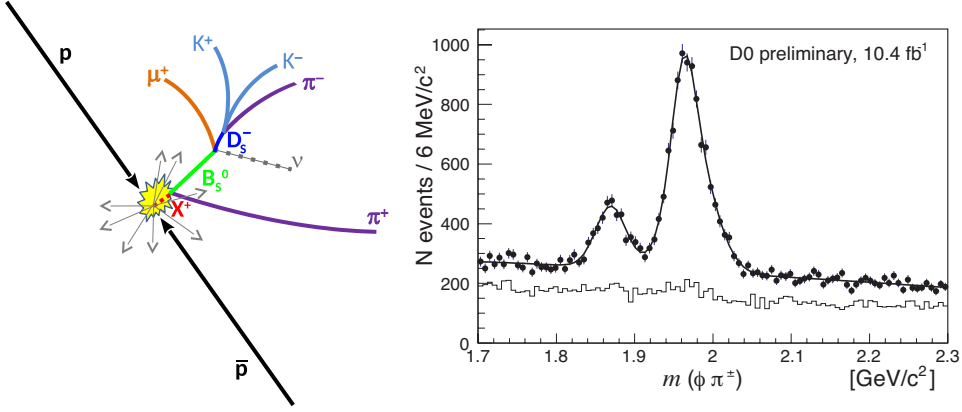 p
K⁺
K⁻
μ⁺
π⁻
D_s⁻
ν
B_s⁰
X⁺
π⁺
p̄
D0 preliminary, 10.4 fb⁻¹
N events / 6 MeV/c²
1000
800
600
400
200
0
1.7
1.8
1.9
2
2.1
2.2
2.3
m (ϕ π±)
[GeV/c²]